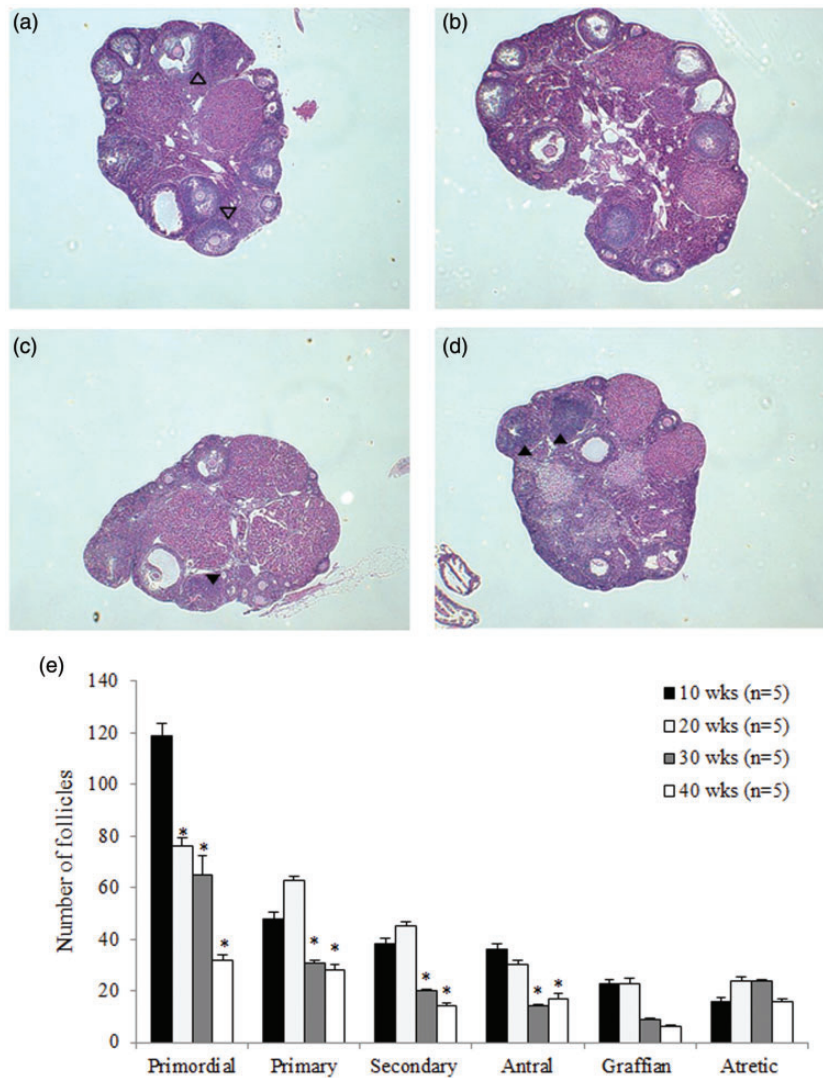 (a)
(b)
(c)
(d)
(e)
140
120
100
80
60
40
20
0
Number of follicles
10 wks (n=5)
20 wks (n=5)
30 wks (n=5)
40 wks (n=5)
* * *
* *
* *
* *
Primordial Primary Secondary Antral Graffian Atretic